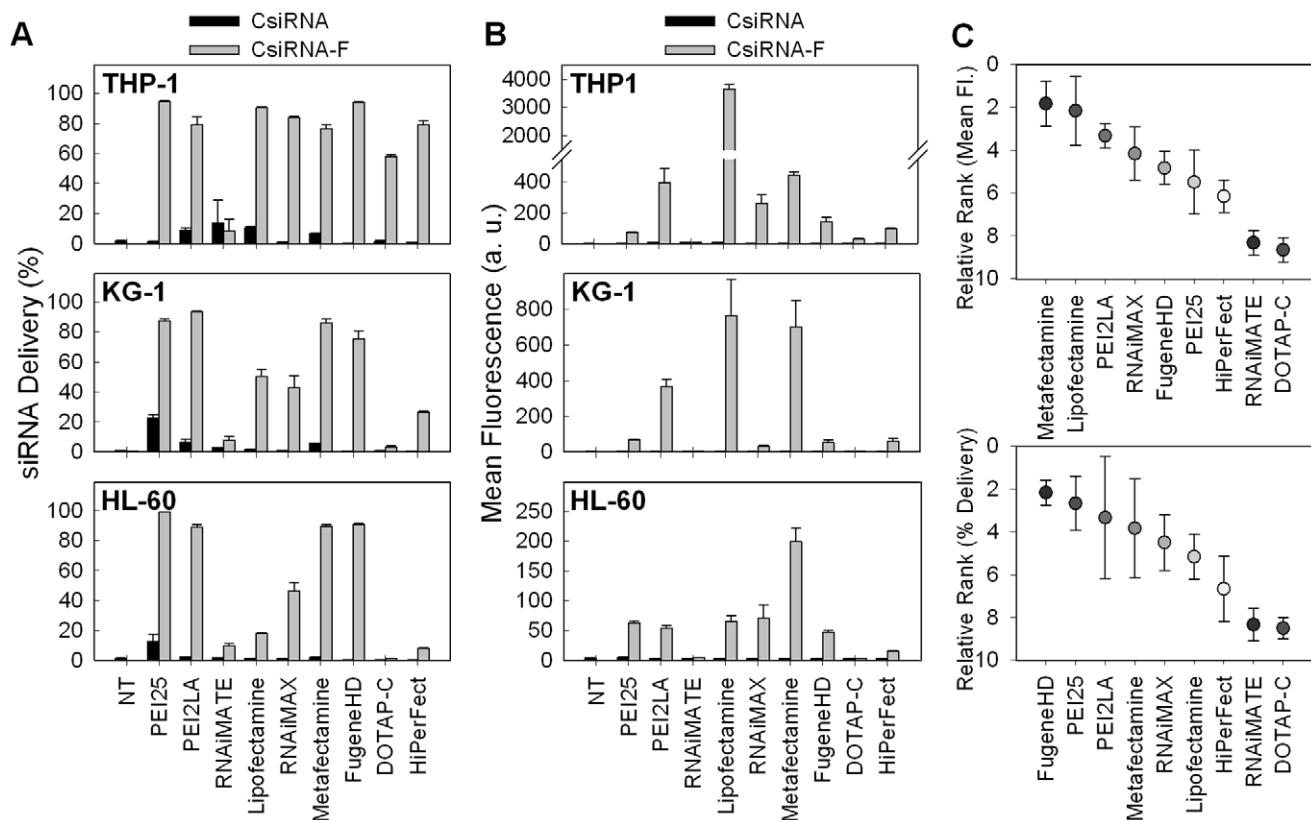 A
CsiRNA
CsiRNA-F
THP-1
100
80
60
40
20
0
KG-1
100
80
60
40
20
0
HL-60
100
80
60
40
20
0
siRNA Delivery (%)
NT
PEI25
PEI2LA
RNAiMATE
Lipofectamine
RNAiMAX
Metafectamine
FugeneHD
DOTAP-C
HiPerFect
B
CsiRNA
CsiRNA-F
THP1
4000
3000
2000
400
200
0
KG-1
800
600
400
200
0
HL-60
250
200
150
100
50
0
Mean Fluorescence (a. u.)
NT
PEI25
PEI2LA
RNAiMATE
Lipofectamine
RNAiMAX
Metafectamine
FugeneHD
DOTAP-C
HiPerFect
C
0
2
4
6
8
10
Relative Rank (Mean Fl.)
Metafectamine
Lipofectamine
PEI2LA
RNAiMAX
FugeneHD
PEI25
HiPerFect
RNAiMATE
DOTAP-C
0
2
4
6
8
10
Relative Rank (% Delivery)
FugeneHD
PEI25
PEI2LA
Metafectamine
RNAiMAX
Lipofectamine
HiPerFect
RNAiMATE
DOTAP-C